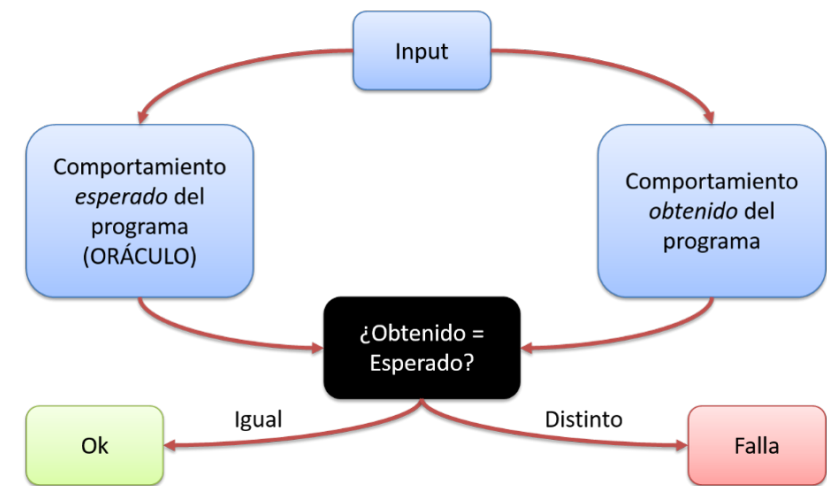 Input
Comportamiento
esperado del
programa
(ORÁCULO)
Comportamiento
obtenido del
programa
¿Obtenido =
Esperado?
Igual
Distinto
Ok
Falla